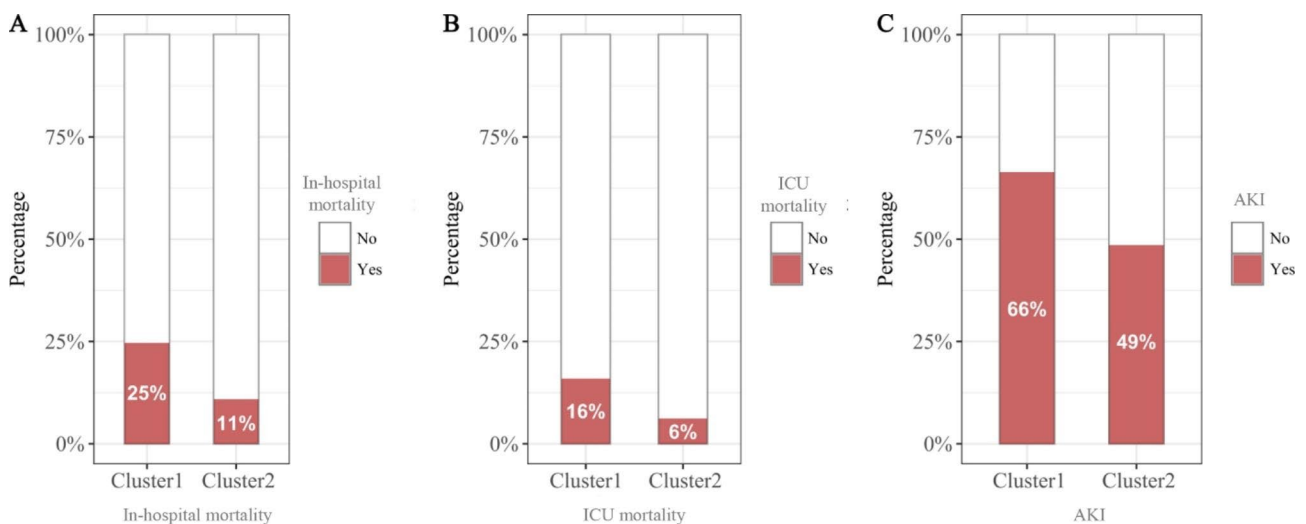 A
100%
75%
50%
25%
0%
Percentage
25%
11%
Cluster1 Cluster2
In-hospital mortality
In-hospital
mortality
No
Yes
B
100%
75%
50%
25%
0%
Percentage
16%
6%
Cluster1 Cluster2
ICU mortality
ICU
mortality
No
Yes
C
100%
75%
50%
25%
0%
Percentage
66%
49%
Cluster1 Cluster2
AKI
AKI
No
Yes